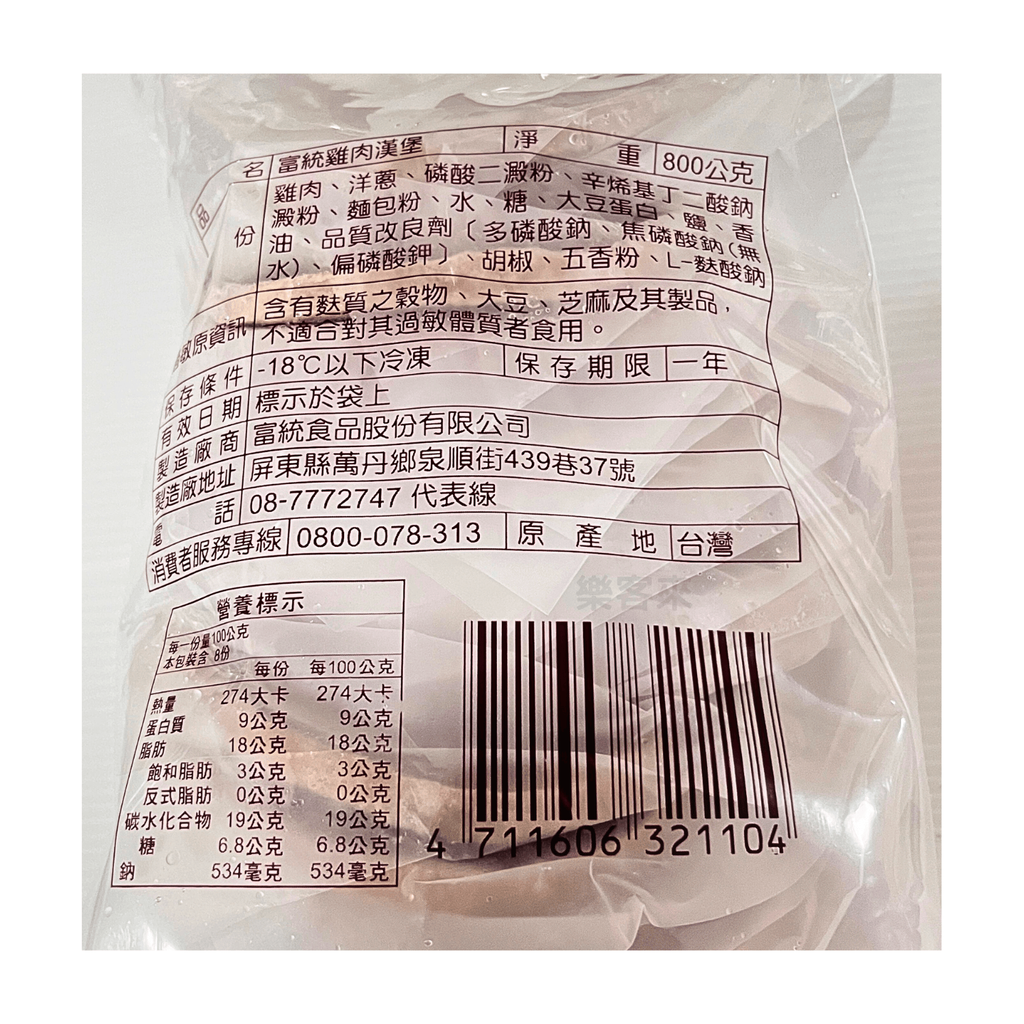 品名 富統雞肉漢堡 淨重 800公克
份 雞肉、洋蔥、磷酸二澱粉、辛烯基丁二酸鈉
澱粉、麵包粉、水、糖、大豆蛋白、鹽、香
油、品質改良劑〔多磷酸鈉、焦磷酸鈉(無
水)、偏磷酸鉀〕、胡椒、五香粉、L-麩酸鈉
敏原資訊 含有麩質之穀物、大豆、芝麻及其製品，
不適合對其過敏體質者食用。
保存條件 -18℃以下冷凍 保存期限 一年
有效日期 標示於袋上
製造廠商 富統食品股份有限公司
製造廠地址 屏東縣萬丹鄉泉順街439巷37號
電話 08-7772747 代表線
消費者服務專線 0800-078-313 原產地 台灣
樂客來
營養標示
每一份量100公克
本包裝含 8份
每份 每100公克
熱量 274大卡 274大卡
蛋白質 9公克 9公克
脂肪 18公克 18公克
飽和脂肪 3公克 3公克
反式脂肪 0公克 0公克
碳水化合物 19公克 19公克
糖 6.8公克 6.8公克
鈉 534毫克 534毫克
4 711606 321104